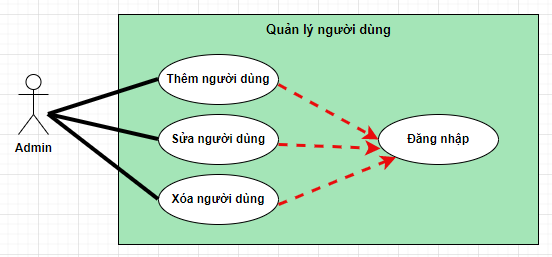 Quản lý người dùng
Thêm người dùng
Sửa người dùng
Đăng nhập
Admin
Xóa người dùng